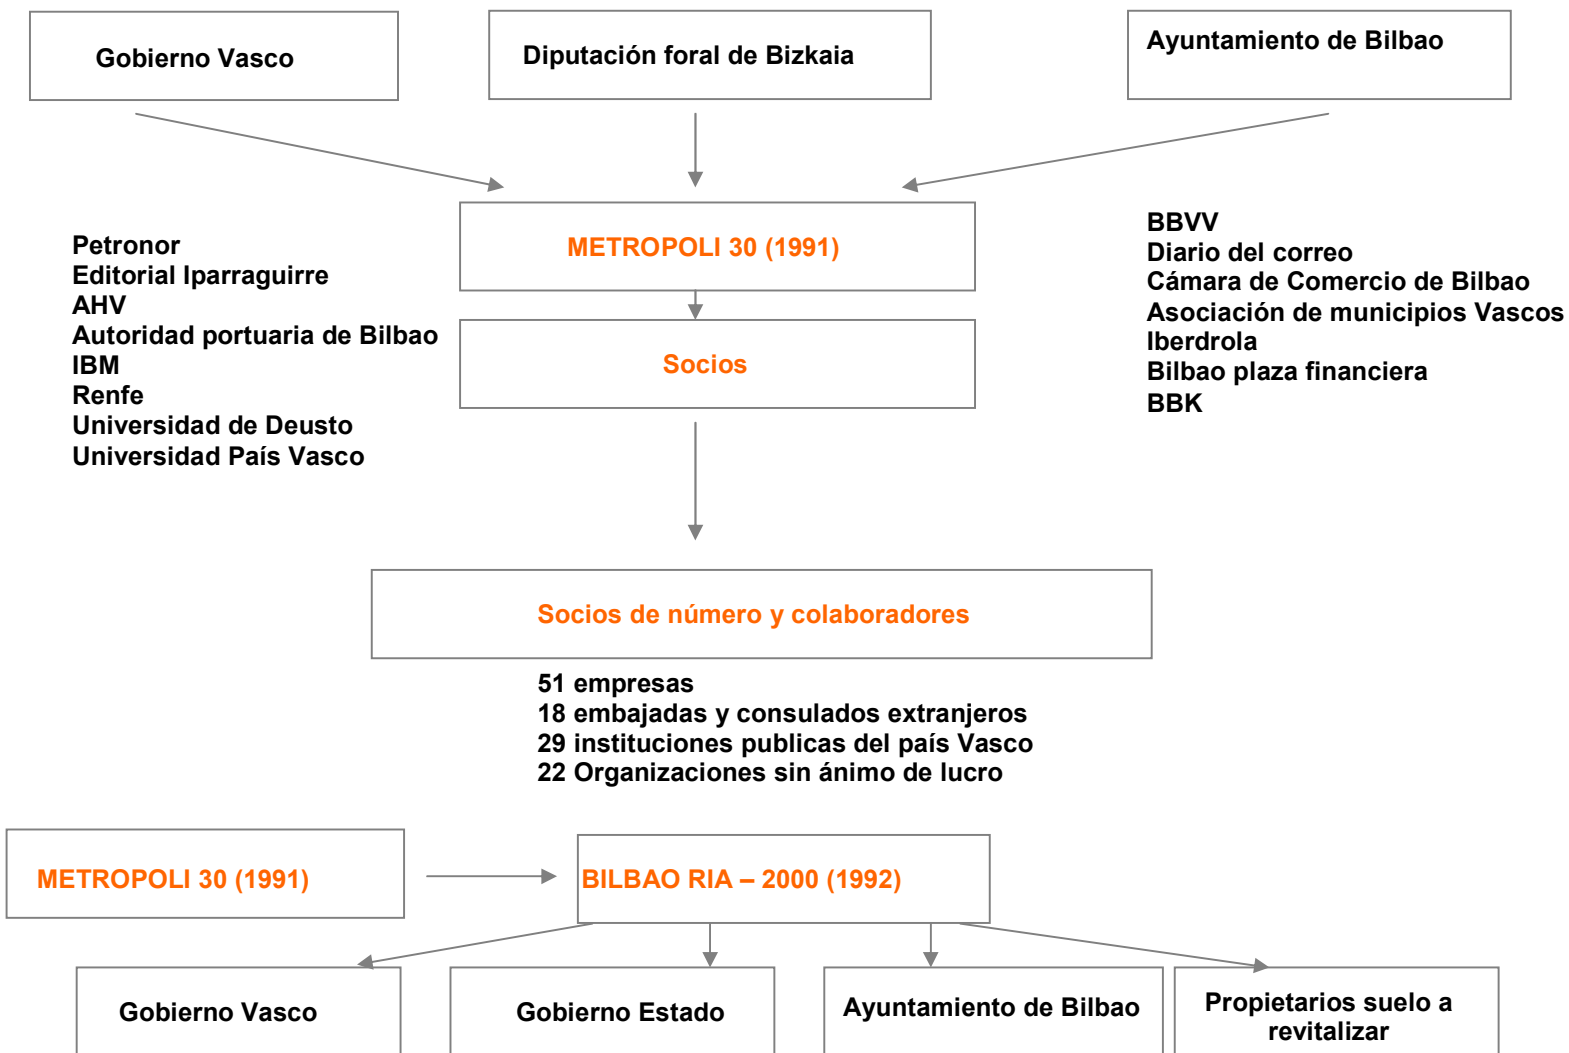 Gobierno Vasco
Diputación foral de Bizkaia
Ayuntamiento de Bilbao
METROPOLI 30 (1991)
Petronor
Editorial Iparraguirre
AHV
Autoridad portuaria de Bilbao
IBM
Renfe
Universidad de Deusto
Universidad País Vasco
Socios
BBVV
Diario del correo
Cámara de Comercio de Bilbao
Asociación de municipios Vascos
Iberdrola
Bilbao plaza financiera
BBK
Socios de número y colaboradores
51 empresas
18 embajadas y consulados extranjeros
29 instituciones publicas del país Vasco
22 Organizaciones sin ánimo de lucro
METROPOLI 30 (1991)
BILBAO RIA – 2000 (1992)
Gobierno Vasco
Gobierno Estado
Ayuntamiento de Bilbao
Propietarios suelo a
revitalizar